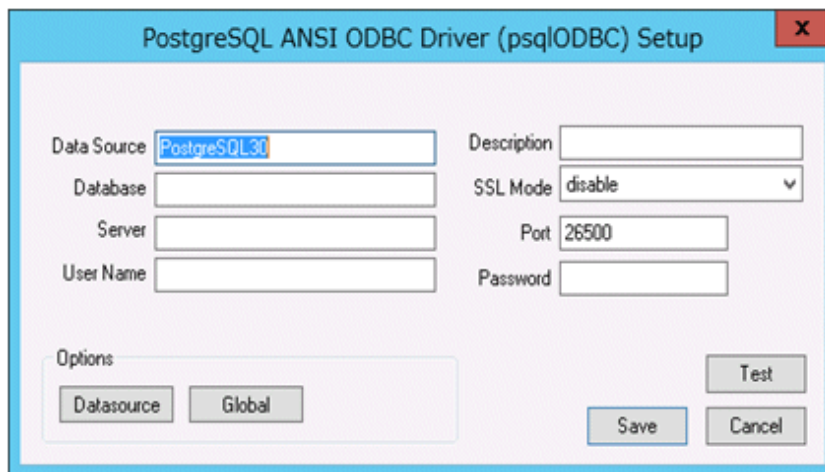 PostgreSQL ANSI ODBC Driver (psqlODBC) Setup
x
Data Source PostgreSQL30
Description
Database
SSL Mode disable
Server
Port 26500
User Name
Password
Options
Datasource Global
Test
Save Cancel